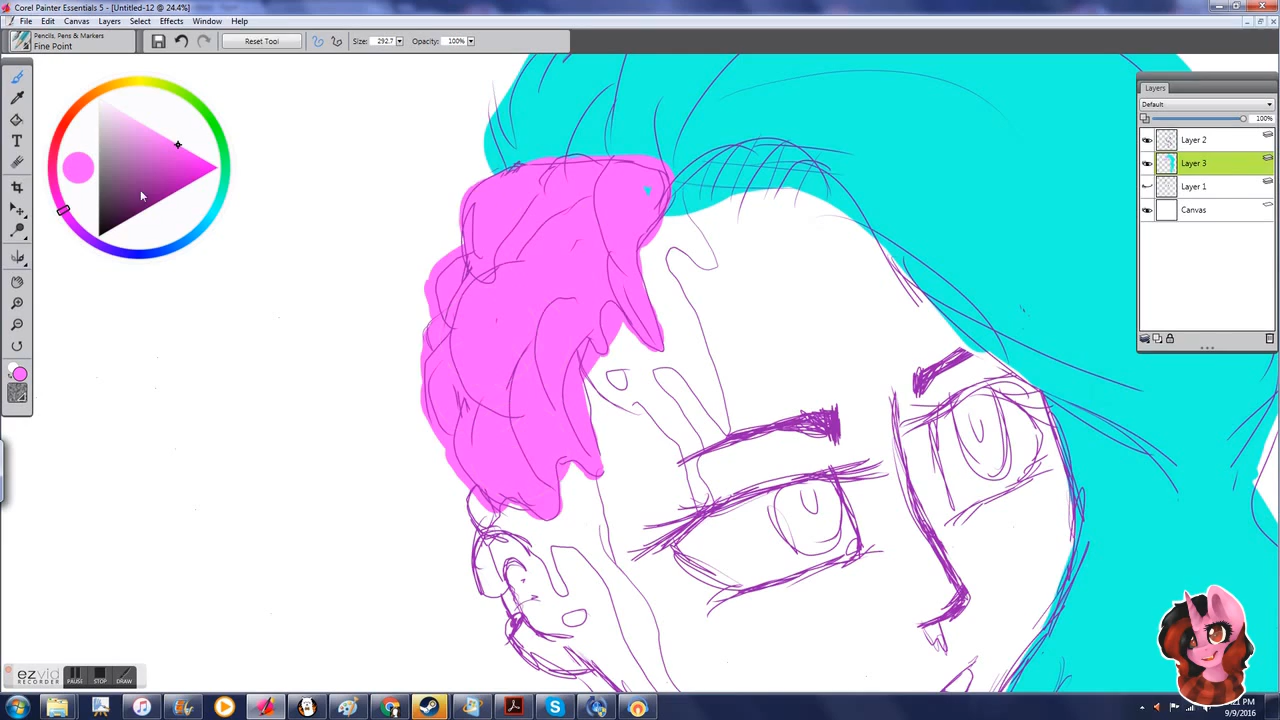 Corel Painter Essentials 5 - [Untitled-12 @ 24.4%]
File Edit Canvas Layers Select Effects Window Help
Pencils, Pens & Markers
Fine Point
Reset Tool
Size: 292.7
Opacity: 100%
Layers
Default
100%
Layer 2
Layer 3
Layer 1
Canvas
ezvid
RECORDER
PAUSE
STOP
DRAW
:21 PM
9/9/2016